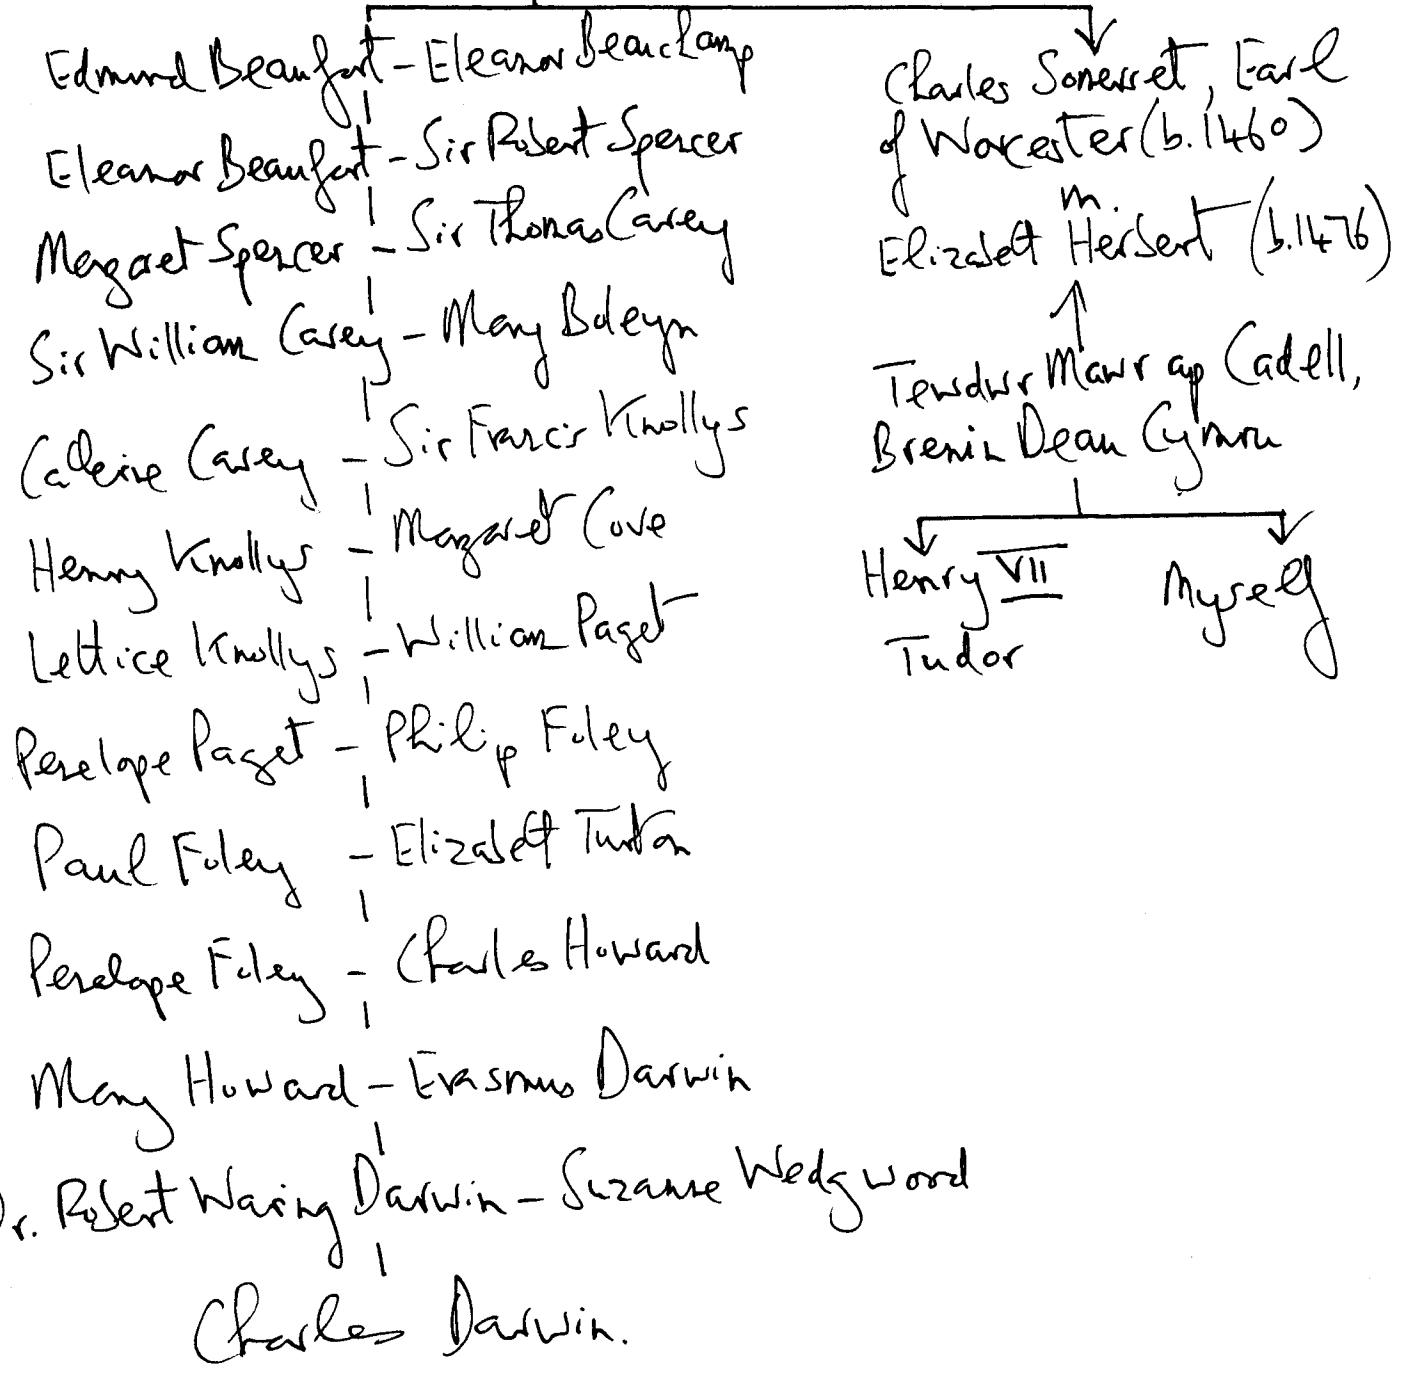 Edmund Beaufort - Eleanor Beauchamp
Eleanor Beaufort - Sir Robert Spencer
Margaret Spencer - Sir Thomas Carey
Sir William Carey - Mary Boleyn
Catherine Carey - Sir Francis Knollys
Henry Knollys - Margaret Cove
Lettice Knollys - William Paget
Penelope Paget - Philip Foley
Paul Foley - Elizabeth Turton
Penelope Foley - Charles Howard
Mary Howard - Erasmus Darwin
Dr. Robert Waring Darwin - Suzanne Wedgwood
Charles Darwin.
Charles Somerset, Earl
of Worcester (b. 1460)
m.
Elizabeth Herbert (b. 1476)
Tewdwr Mawr ap Cadell,
Brenin Deau Cymru
Henry VII
Tudor
Myself